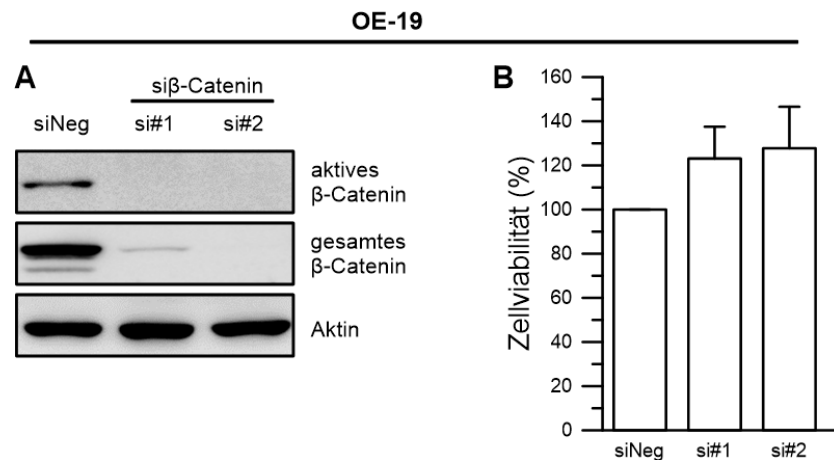 OE-19
A
siβ-Catenin
siNeg si#1 si#2
aktives
β-Catenin
gesamtes
β-Catenin
Aktin
B
Zellviabilität (%)
160
140
120
100
80
60
40
20
0
siNeg si#1 si#2